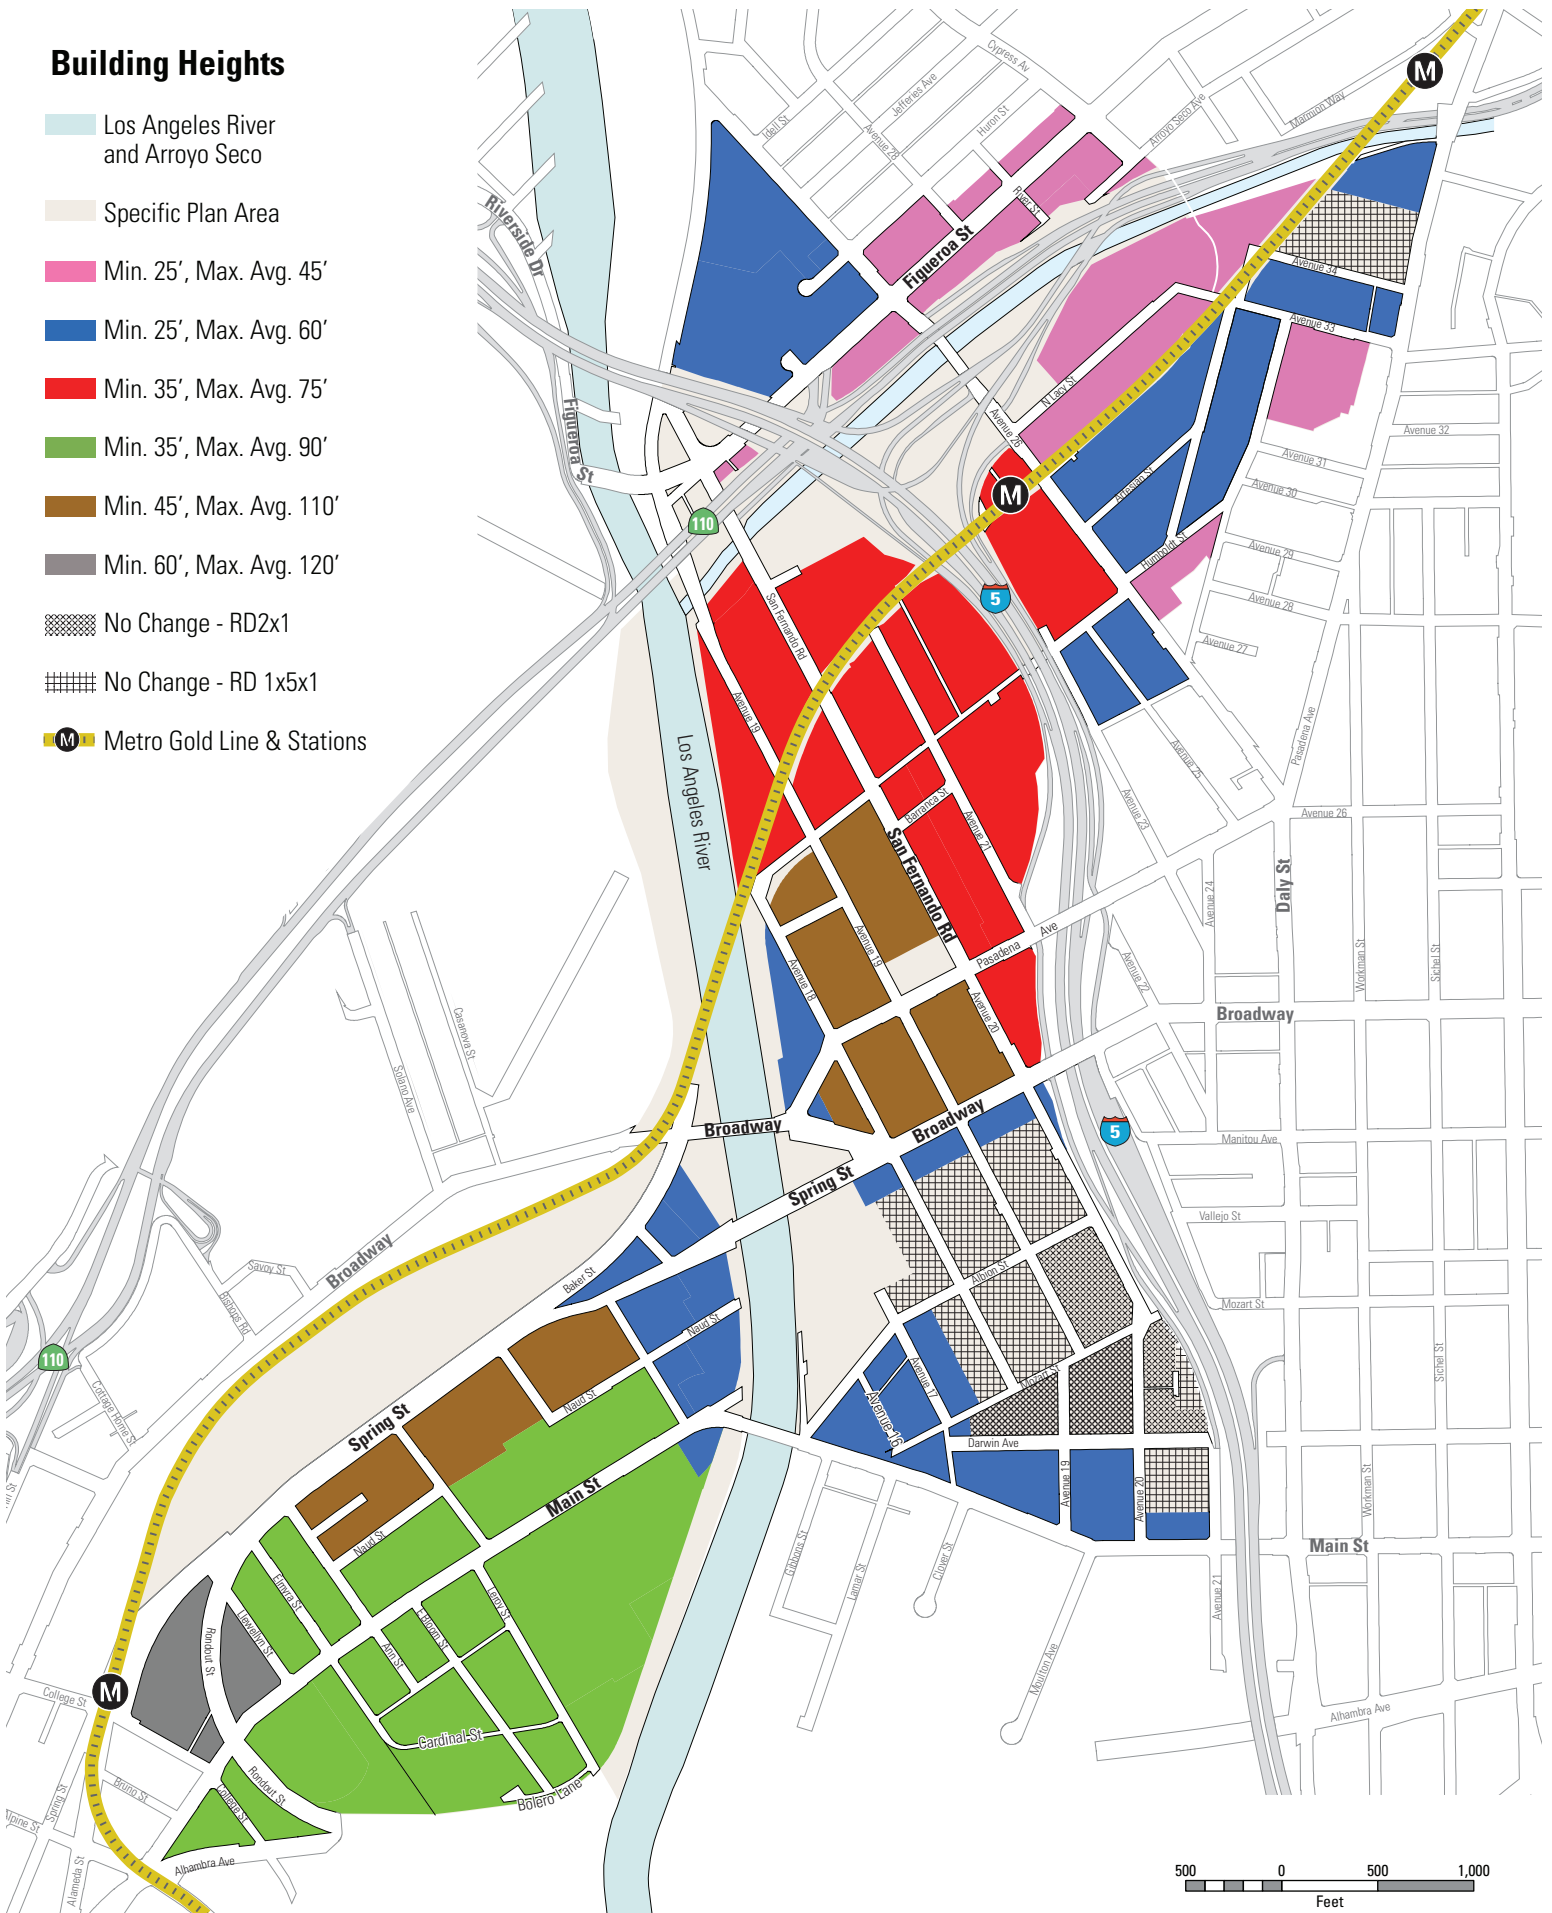 Building Heights
Los Angeles River
and Arroyo Seco
Specific Plan Area
Min. 25’, Max. Avg. 45’
Min. 25’, Max. Avg. 60’
Min. 35’, Max. Avg. 75’
Min. 35’, Max. Avg. 90’
Min. 45’, Max. Avg. 110’
Min. 60’, Max. Avg. 120’
No Change - RD2x1
No Change - RD 1x5x1
M
Metro Gold Line & Stations
Cypress Av
Jefferies Ave
Idell St
Avenue 28
Huron St
Arroyo Seco Ave
Marmion Way
M
Riverside Dr
River St
Figueroa St
Avenue 34
Avenue 33
Figueroa St
N Lacy St
Avenue 26
Avenue 32
Avenue 31
Avenue 30
Artesian St
M
110
Humboldt St
Avenue 29
Avenue 28
Avenue 27
5
San Fernando Rd
Avenue 19
Los Angeles River
Avenue 25
Pasadena Ave
Avenue 23
Avenue 26
Barranca St
Avenue 21
San Fernando Rd
Daly St
Avenue 24
Avenue 19
Pasadena Ave
Avenue 18
Avenue 20
Avenue 22
Workman St
Sichel St
Broadway
Casanova St
Solano Ave
Broadway
Broadway
5
Manitou Ave
Spring St
Vallejo St
Albion St
Broadway
Savoy St
Bishops Rd
Baker St
Naud St
Mozart St
110
Cottage Home St
Avenue 17
Mozart St
Avenue 16
Sichel St
Naud St
Spring St
Darwin Ave
Main St
Avenue 19
Avenue 20
Workman St
Naud St
Main St
Gibbons St
Lamar St
Clover St
Avenue 21
Elmyra St
Llewellyn St
Leroy St
E Bloom St
Ann St
Rondout St
Moulton Ave
M
College St
Alhambra Ave
Cardinal St
Bruno St
Rondout St
College St
Bolero Lane
Spring St
Alpine St
Alhambra Ave
Alameda St
500 0 500 1,000
Feet